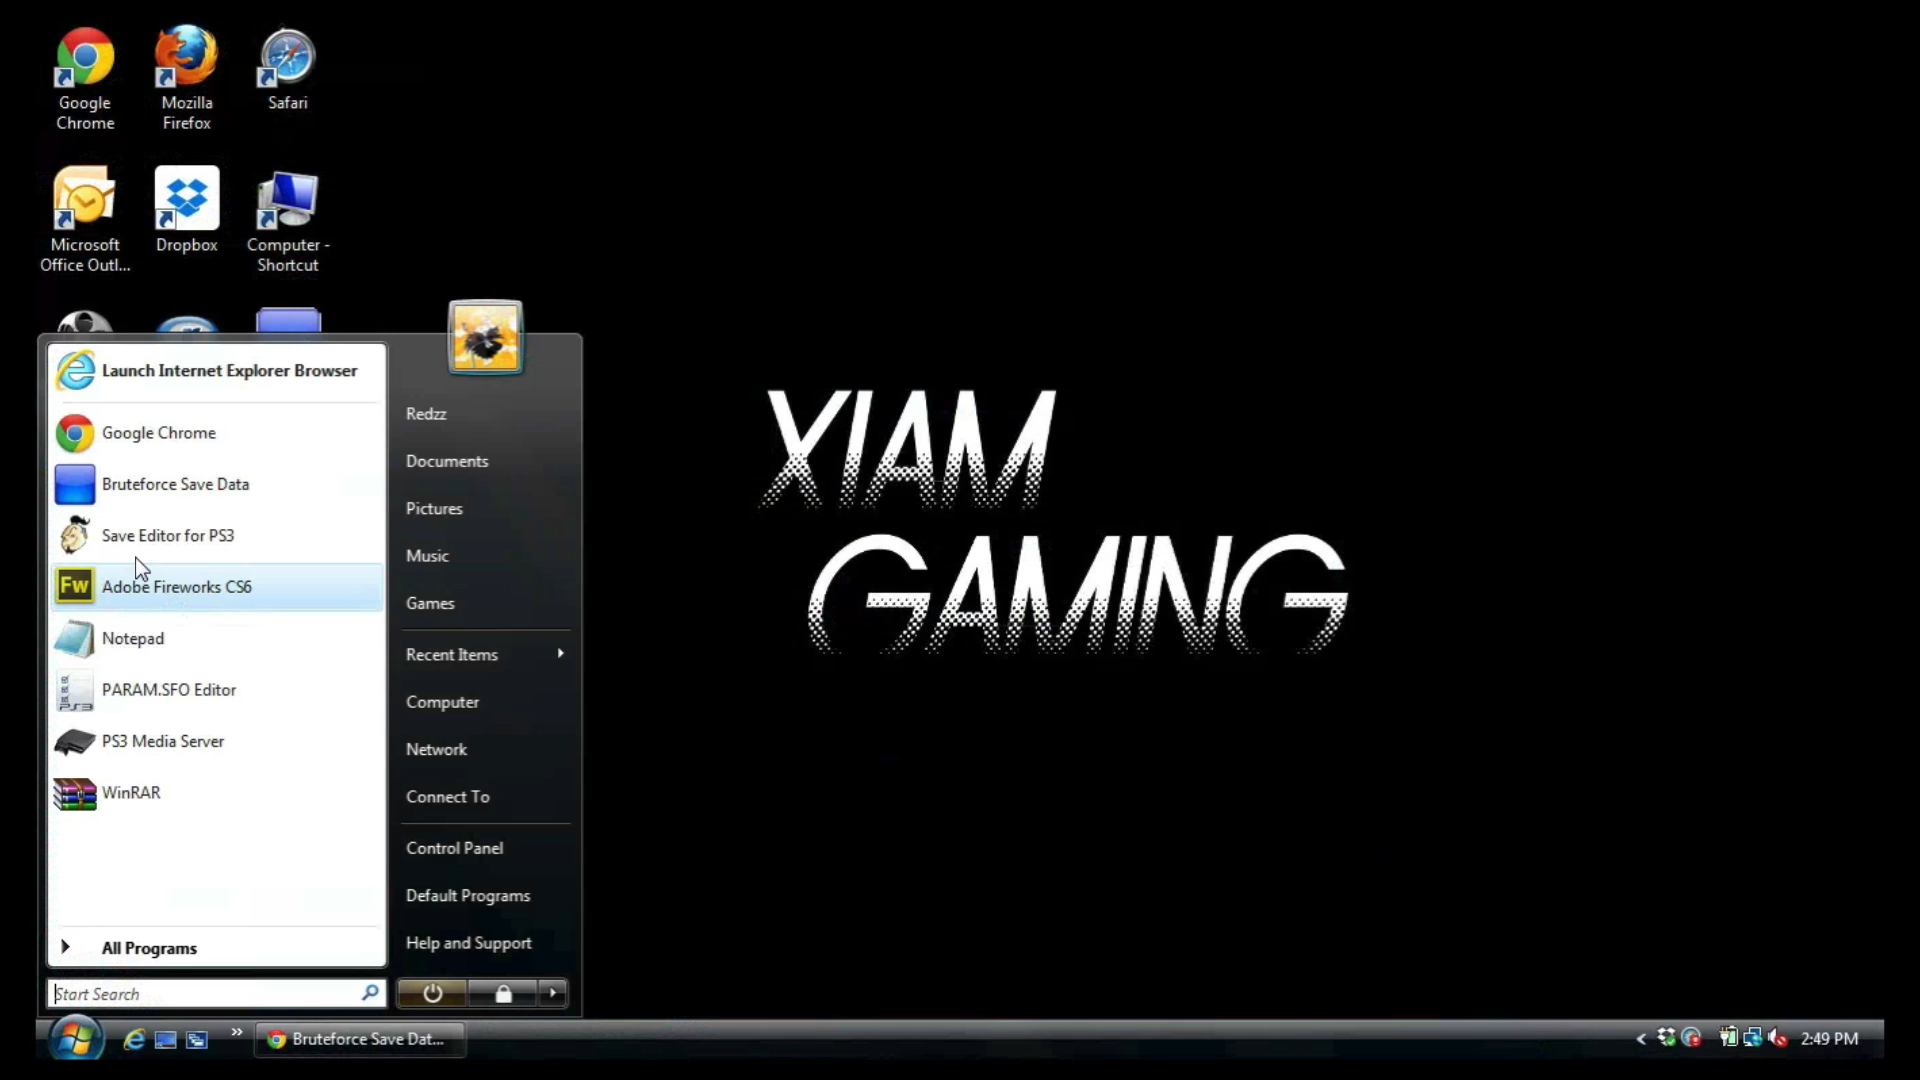 Google
Chrome
Mozilla
Firefox
Safari
Microsoft
Office Outl...
Dropbox
Computer -
Shortcut
Launch Internet Explorer Browser
Google Chrome
Bruteforce Save Data
Save Editor for PS3
Fw
Adobe Fireworks CS6
Notepad
PS3
PARAM.SFO Editor
PS3 Media Server
WinRAR
All Programs
Start Search
Redzz
Documents
Pictures
Music
Games
Recent Items
Computer
Network
Connect To
Control Panel
Default Programs
Help and Support
XIAM
GAMING
Bruteforce Save Dat...
2:49 PM